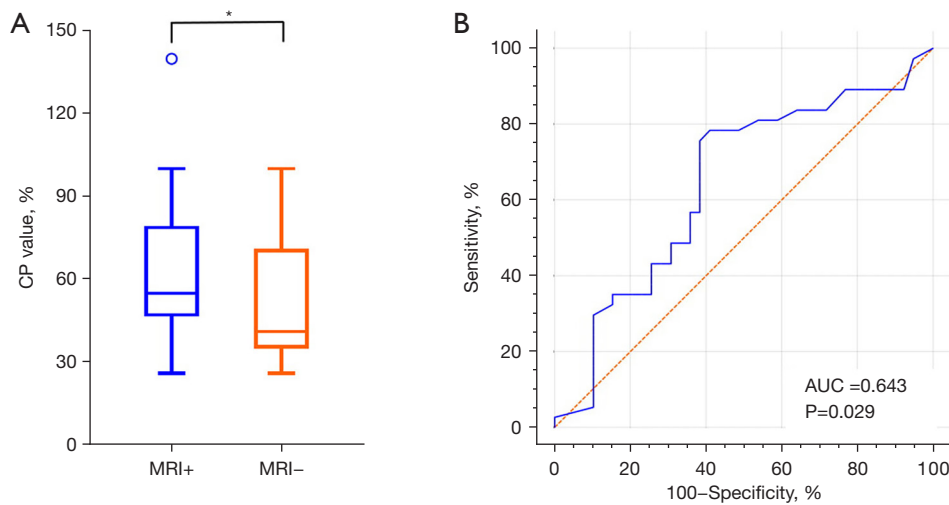 A
*
150
120
90
60
30
0
CP value, %
MRI+
MRI−
B
100
80
60
40
20
0
Sensitivity, %
AUC =0.643
P=0.029
0 20 40 60 80 100
100−Specificity, %